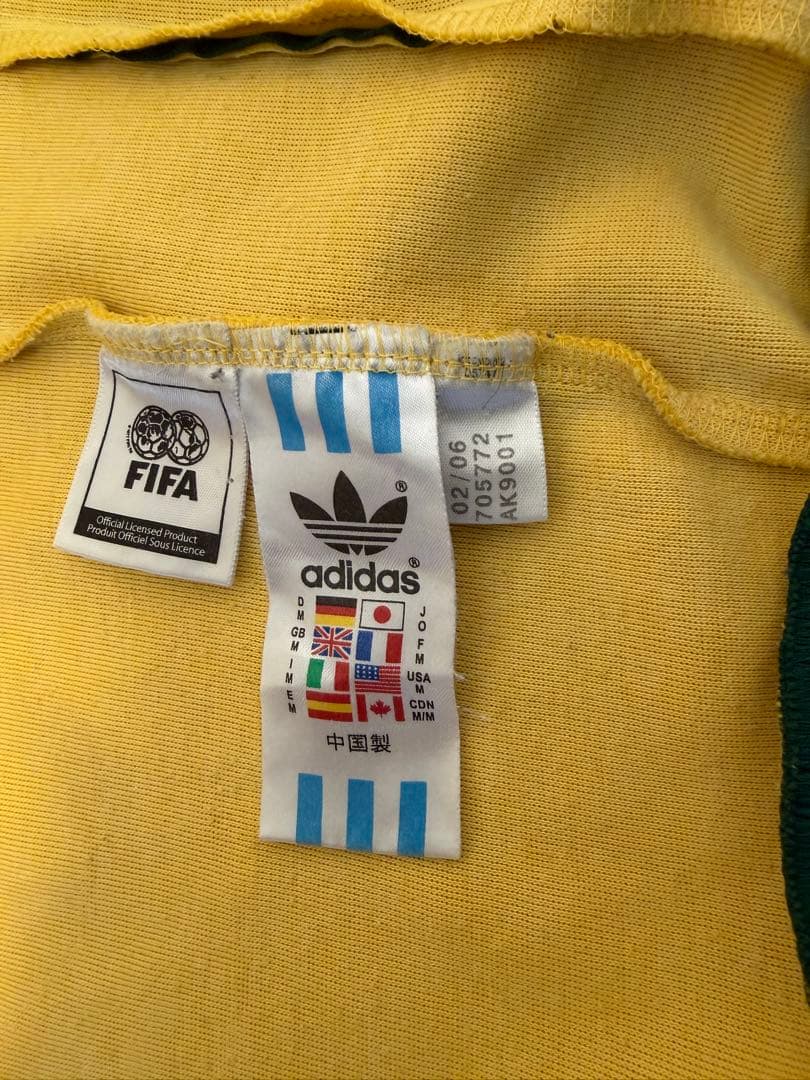 FIFA
Official Licensed Product
Produit Officiel Sous Licence
®
adidas®
D
M
J
O
GB
M
F
M
I
M
USA
M
E
M
CDN
M/M
中国製
02/06
705772
AK9001